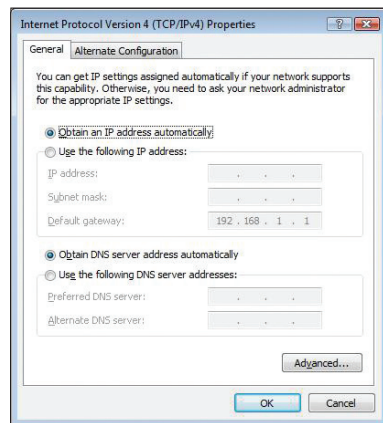 Internet Protocol Version 4 (TCP/IPv4) Properties
General Alternate Configuration
You can get IP settings assigned automatically if your network supports
this capability. Otherwise, you need to ask your network administrator
for the appropriate IP settings.
Obtain an IP address automatically
Use the following IP address:
IP address:
Subnet mask:
Default gateway: 192 . 168 . 1 . 1
Obtain DNS server address automatically
Use the following DNS server addresses:
Preferred DNS server:
Alternate DNS server:
Advanced...
OK Cancel